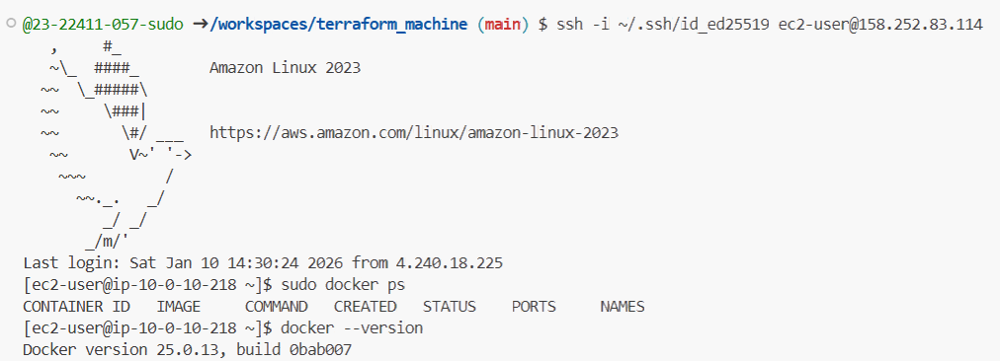 @23-22411-057-sudo ➜/workspaces/terraform_machine (main) $ ssh -i ~/.ssh/id_ed25519 ec2-user@158.252.83.114
   ,     #_
   ~\_  ####_        Amazon Linux 2023
  ~~  \_#####\
  ~~     \###|
  ~~       \#/ ___   https://aws.amazon.com/linux/amazon-linux-2023
   ~~       V~' '->
    ~~~         /
      ~~._.   _/
         _/ _/
       _/m/'
Last login: Sat Jan 10 14:30:24 2026 from 4.240.18.225
[ec2-user@ip-10-0-10-218 ~]$ sudo docker ps
CONTAINER ID   IMAGE     COMMAND   CREATED   STATUS    PORTS     NAMES
[ec2-user@ip-10-0-10-218 ~]$ docker --version
Docker version 25.0.13, build 0bab007